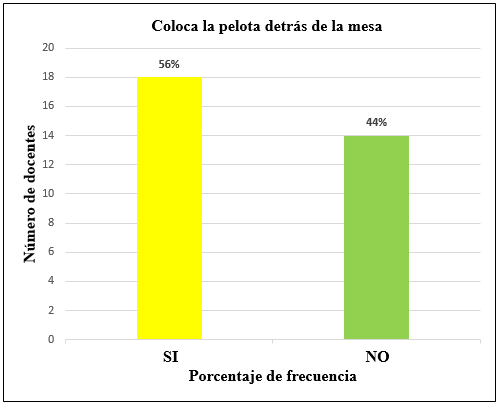 Coloca la pelota detrás de la mesa
20
18
16
14
12
10
8
6
4
2
0
Número de docentes
56%
44%
SI
NO
Porcentaje de frecuencia